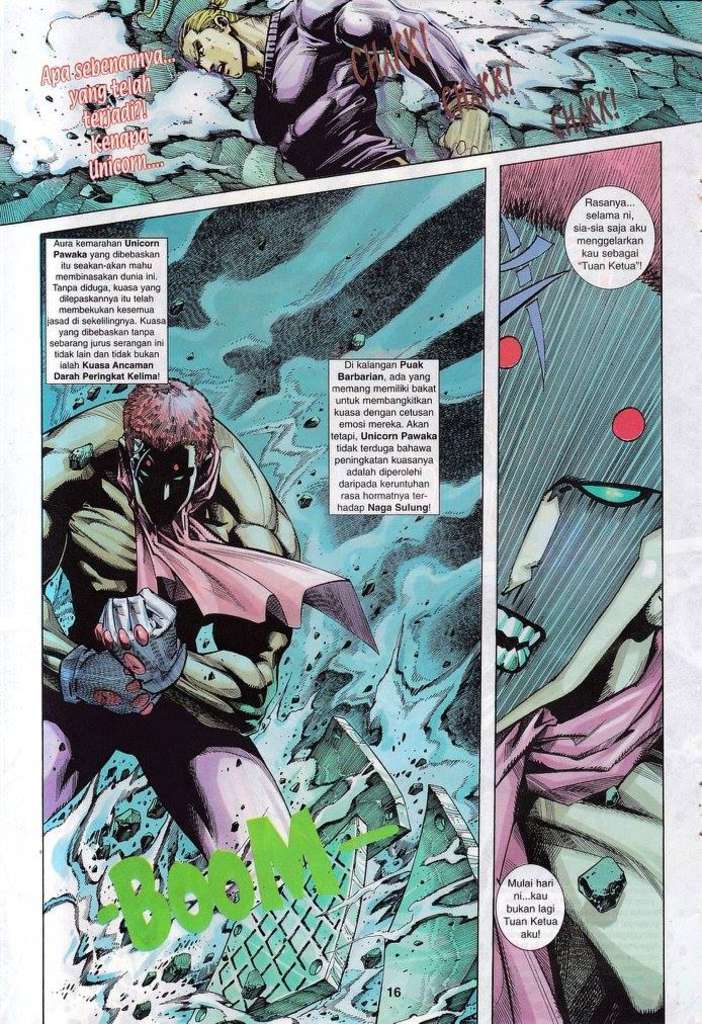 Apa sebenarnya...
yang telah
terjadi?!
Kenapa
Unicorn....
CHAKK!
CHAKK!
CHAKK!
Aura kemarahan Unicorn
Pawaka yang dibebaskan
itu seakan-akan mahu
membinasakan dunia ini.
Tanpa diduga, kuasa yang
dilepaskannya itu telah
membekukan kesemua
jasad di sekelilingnya. Kuasa
yang dibebaskan tanpa
sebarang jurus serangan ini
tidak lain dan tidak bukan
ialah Kuasa Ancaman
Darah Peringkat Kelima!
Di kalangan Puak
Barbarian, ada yang
memang memiliki bakat
untuk membangkitkan
kuasa dengan cetusan
emosi mereka. Akan
tetapi, Unicorn Pawaka
tidak terduga bahawa
peningkatan kuasanya
adalah diperolehi
daripada keruntuhan
rasa hormatnya ter-
hadap Naga Sulung!
BOOM
Rasanya...
selama ni,
sia-sia saja aku
menggelarkan
kau sebagai
"Tuan Ketua"!
Mulai hari
ni...kau
bukan lagi
Tuan Ketua
aku!
16